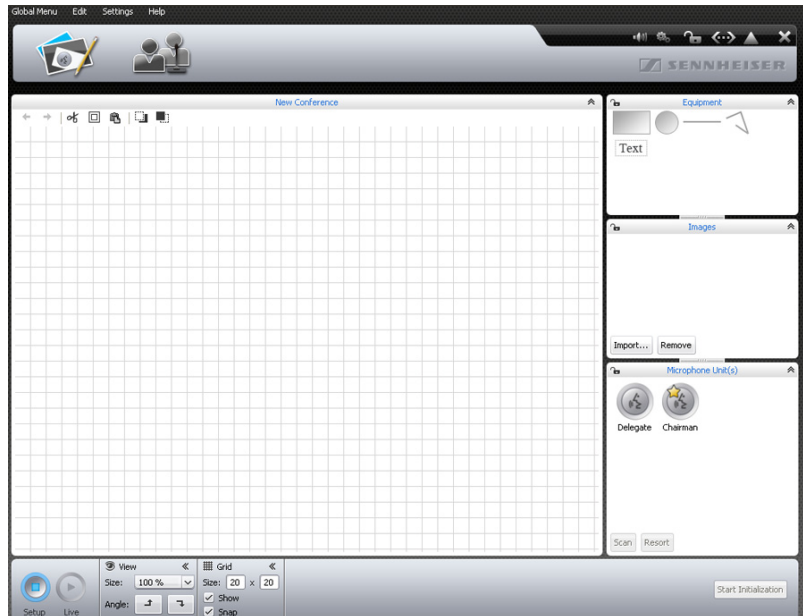 Global Menu Edit Settings Help
SENNHEISER
New Conference
Equipment
Text
Images
Import... Remove
Microphone Unit(s)
Delegate Chairman
Scan Resort
View
Size: 100 %
Angle:
Grid
Size: 20 x 20
Show
Snap
Setup Live
Start Initialization